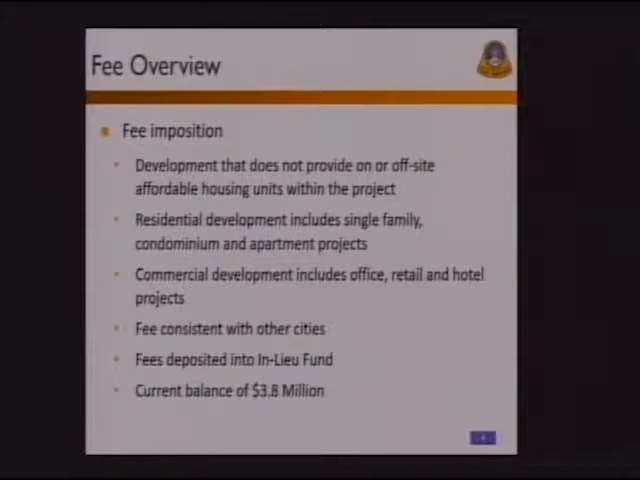 Fee Overview
Fee imposition
Development that does not provide on or off-site
affordable housing units within the project
Residential development includes single family,
condominium and apartment projects
Commercial development includes office, retail and hotel
projects
Fee consistent with other cities
Fees deposited into In-Lieu Fund
Current balance of $3.8 Million